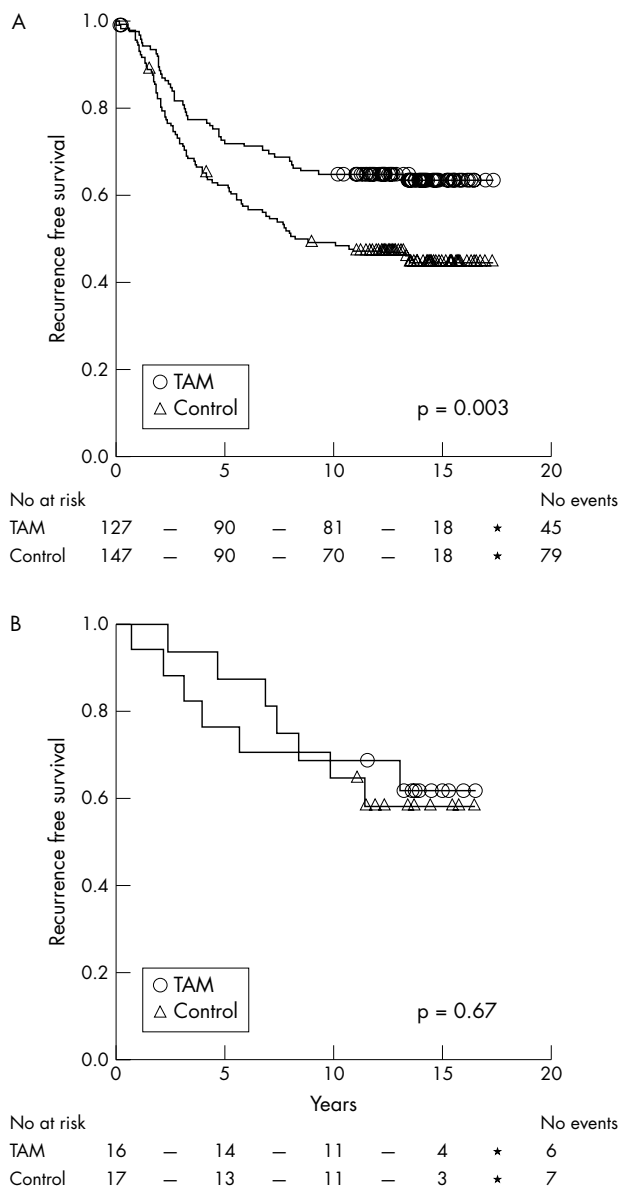 A
1.0
0.8
0.6
0.4
0.2
0.0
Recurrence free survival
○ TAM
△ Control
p = 0.003
0 5 10 15 20
No at risk No events
TAM 127 – 90 – 81 – 18 ★ 45
Control 147 – 90 – 70 – 18 ★ 79
B
1.0
0.8
0.6
0.4
0.2
0.0
Recurrence free survival
○ TAM
△ Control
p = 0.67
0 5 10 15 20
Years
No at risk No events
TAM 16 – 14 – 11 – 4 ★ 6
Control 17 – 13 – 11 – 3 ★ 7